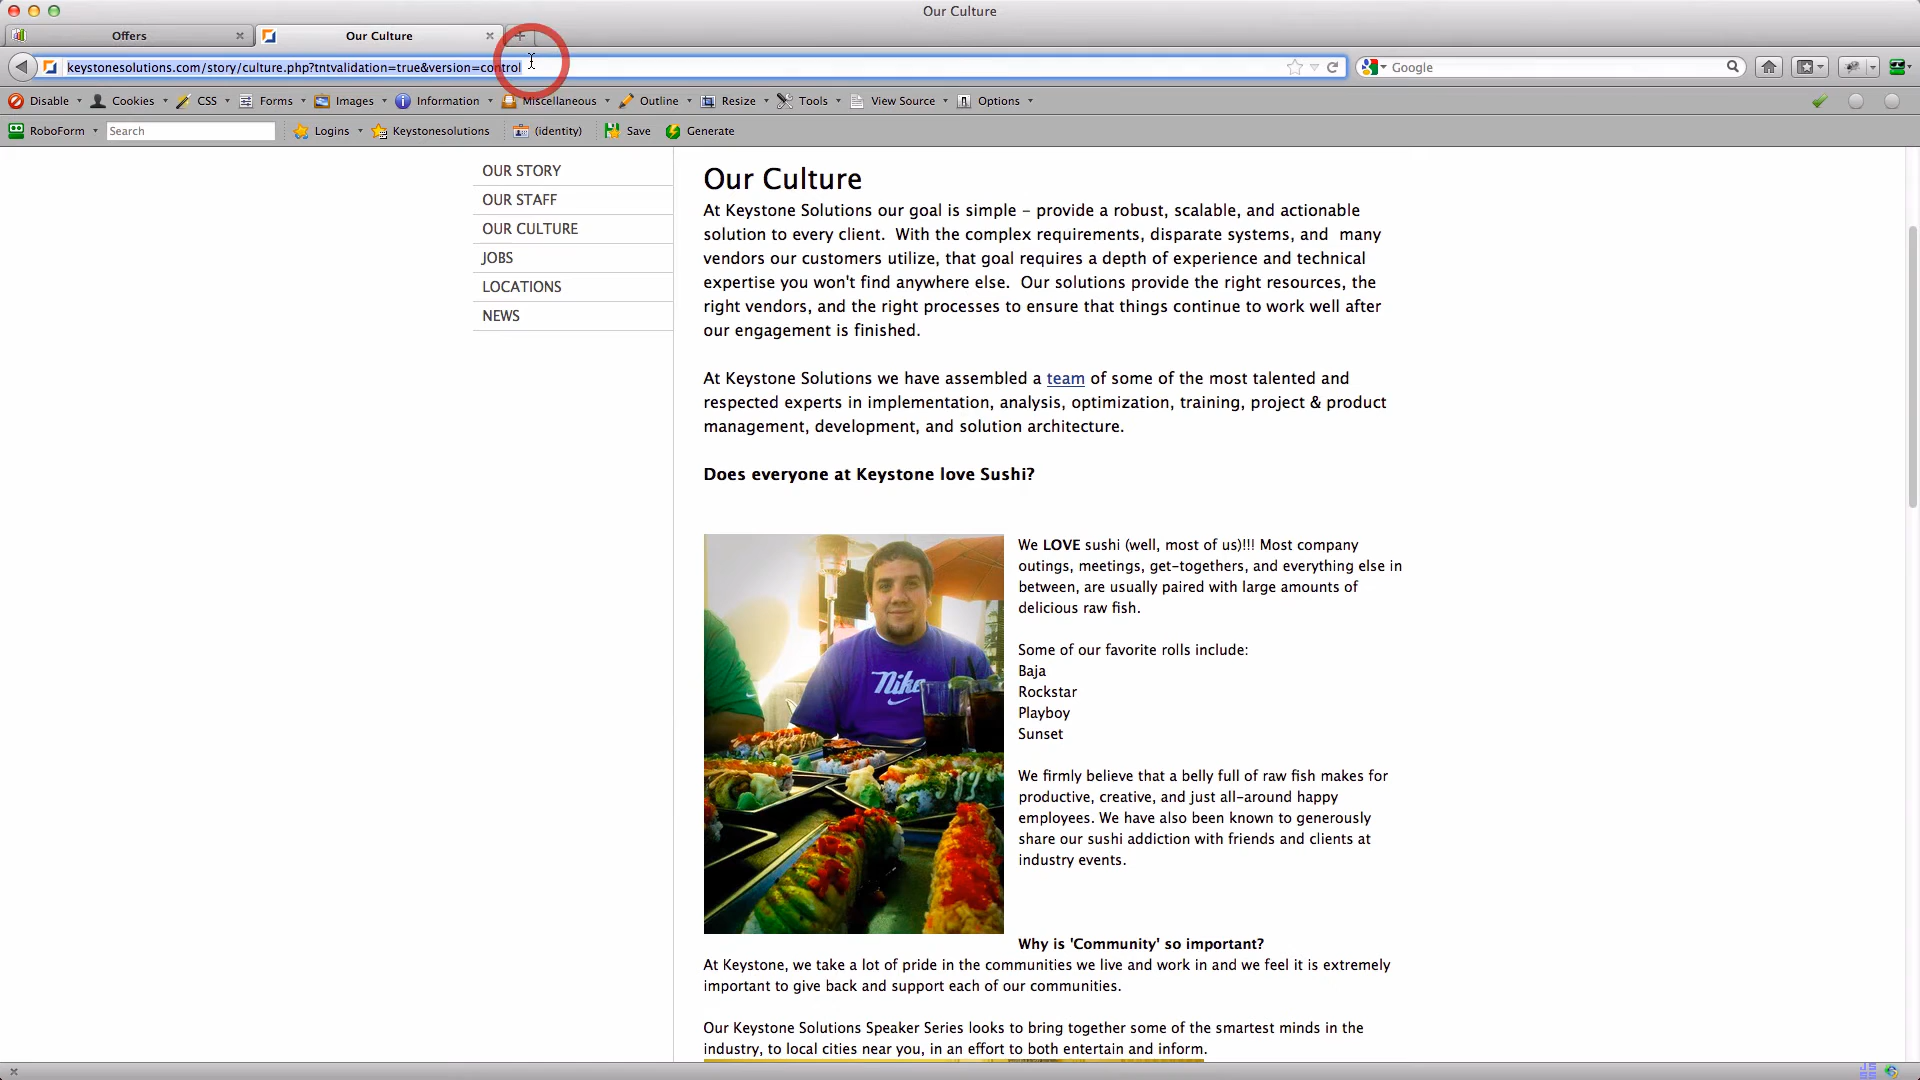 Our Culture
Offers
Our Culture
keystonesolutions.com/story/culture.php?tntvalidation=true&version=control
Google
Disable Cookies CSS Forms Images Information Miscellaneous Outline Resize Tools View Source Options
RoboForm Search Logins Keystonesolutions (identity) Save Generate
OUR STORY
OUR STAFF
OUR CULTURE
JOBS
LOCATIONS
NEWS
Our Culture
At Keystone Solutions our goal is simple – provide a robust, scalable, and actionable
solution to every client. With the complex requirements, disparate systems, and many
vendors our customers utilize, that goal requires a depth of experience and technical
expertise you won't find anywhere else. Our solutions provide the right resources, the
right vendors, and the right processes to ensure that things continue to work well after
our engagement is finished.
At Keystone Solutions we have assembled a team of some of the most talented and
respected experts in implementation, analysis, optimization, training, project & product
management, development, and solution architecture.
Does everyone at Keystone love Sushi?
Nike
We LOVE sushi (well, most of us)!!! Most company
outings, meetings, get-togethers, and everything else in
between, are usually paired with large amounts of
delicious raw fish.
Some of our favorite rolls include:
Baja
Rockstar
Playboy
Sunset
We firmly believe that a belly full of raw fish makes for
productive, creative, and just all-around happy
employees. We have also been known to generously
share our sushi addiction with friends and clients at
industry events.
Why is 'Community' so important?
At Keystone, we take a lot of pride in the communities we live and work in and we feel it is extremely
important to give back and support each of our communities.
Our Keystone Solutions Speaker Series looks to bring together some of the smartest minds in the
industry, to local cities near you, in an effort to both entertain and inform.